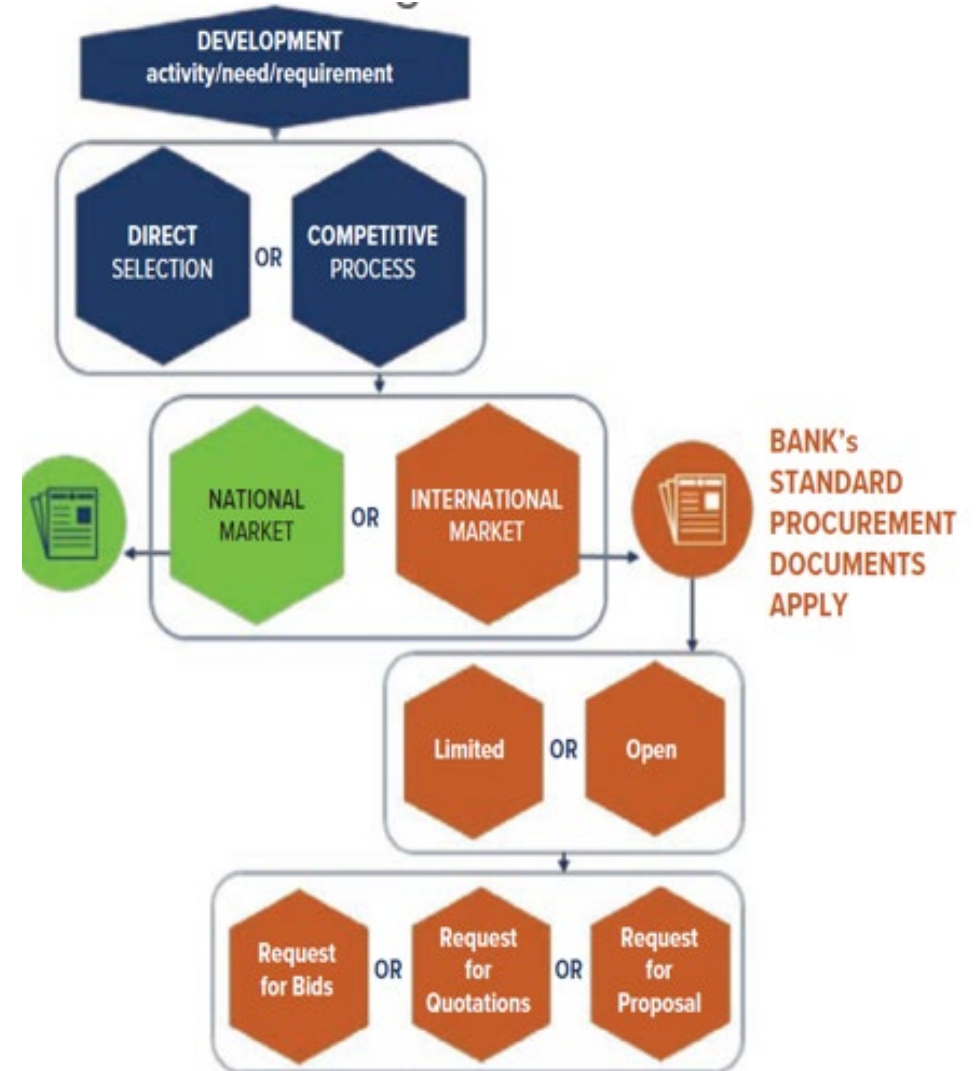 DEVELOPMENT
activity/need/requirement
DIRECT
SELECTION
OR
COMPETITIVE
PROCESS
NATIONAL
MARKET
OR
INTERNATIONAL
MARKET
BANK's
STANDARD
PROCUREMENT
DOCUMENTS
APPLY
Limited
OR
Open
Request
for Bids
OR
Request
for
Quotations
OR
Request
for
Proposal